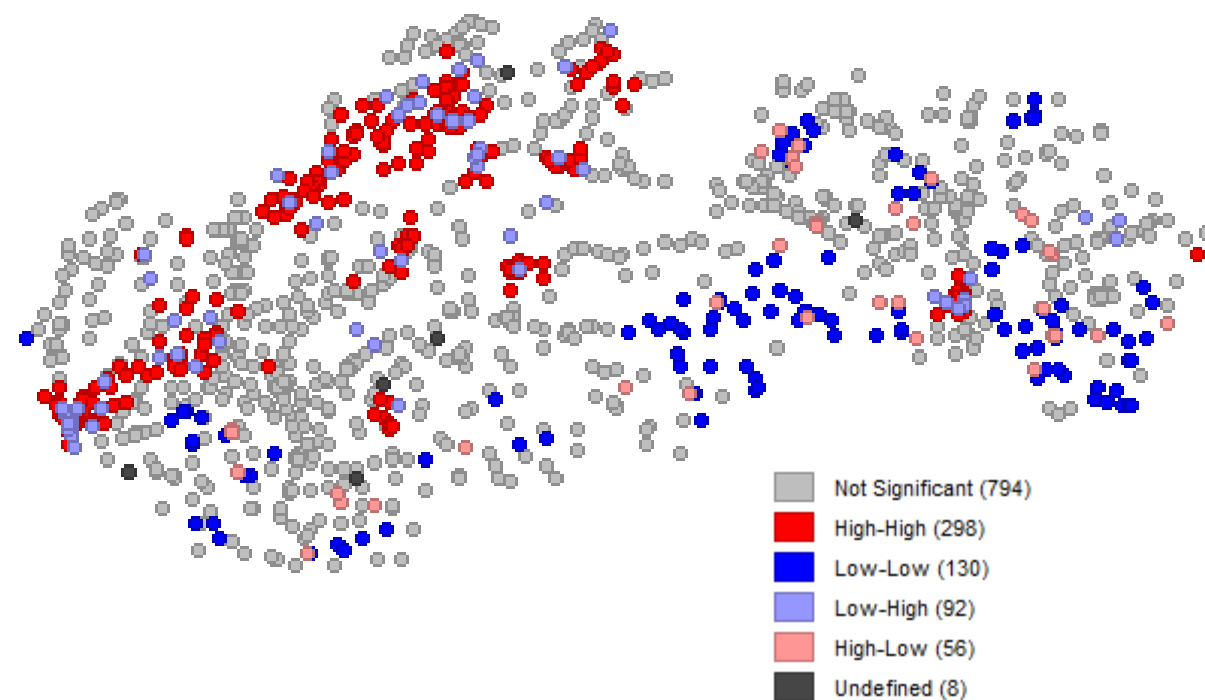 Not Significant (794)
High-High (298)
Low-Low (130)
Low-High (92)
High-Low (56)
Undefined (8)